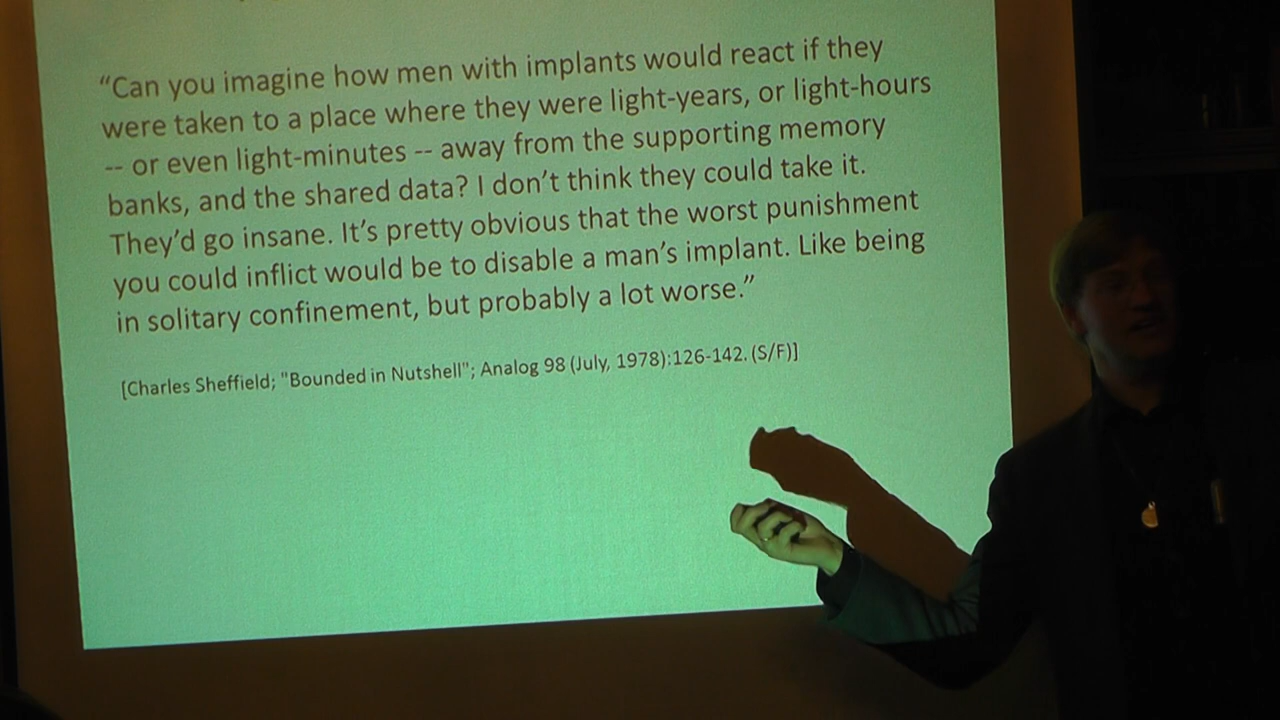 “Can you imagine how men with implants would react if they
were taken to a place where they were light-years, or light-hours
-- or even light-minutes -- away from the supporting memory
banks, and the shared data? I don’t think they could take it.
They’d go insane. It’s pretty obvious that the worst punishment
you could inflict would be to disable a man’s implant. Like being
in solitary confinement, but probably a lot worse.”
[Charles Sheffield; "Bounded in Nutshell"; Analog 98 (July, 1978):126-142. (S/F)]